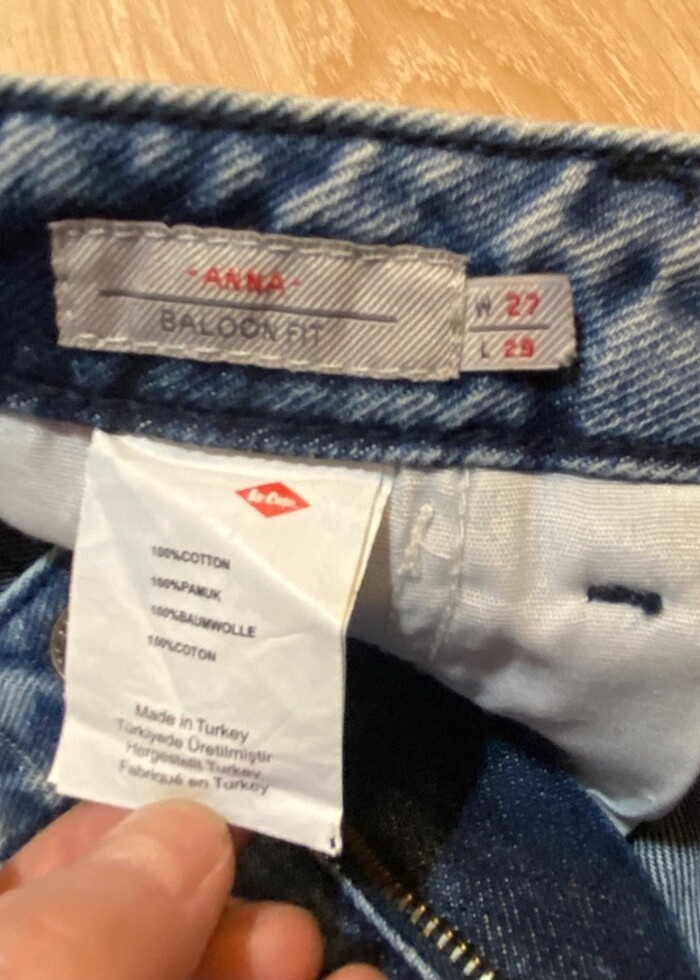 -ANNA-
BALOON FIT
W 27
L 29
Lee Cooper
100%COTTON
100%PAMUK
100%BAUMWOLLE
100%COTON
Made in Turkey
Türkiyede Üretilmiştir
Hergestellt Turkey
Fabriqué en Turkey